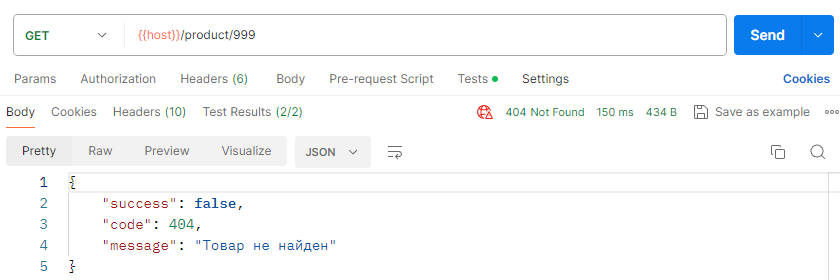 GET {{host}}/product/999 Send
Params Authorization Headers (6) Body Pre-request Script Tests Settings Cookies
Body Cookies Headers (10) Test Results (2/2) 404 Not Found 150 ms 434 B Save as example
Pretty Raw Preview Visualize JSON
1 {
2 "success": false,
3 "code": 404,
4 "message": "Товар не найден"
5 }